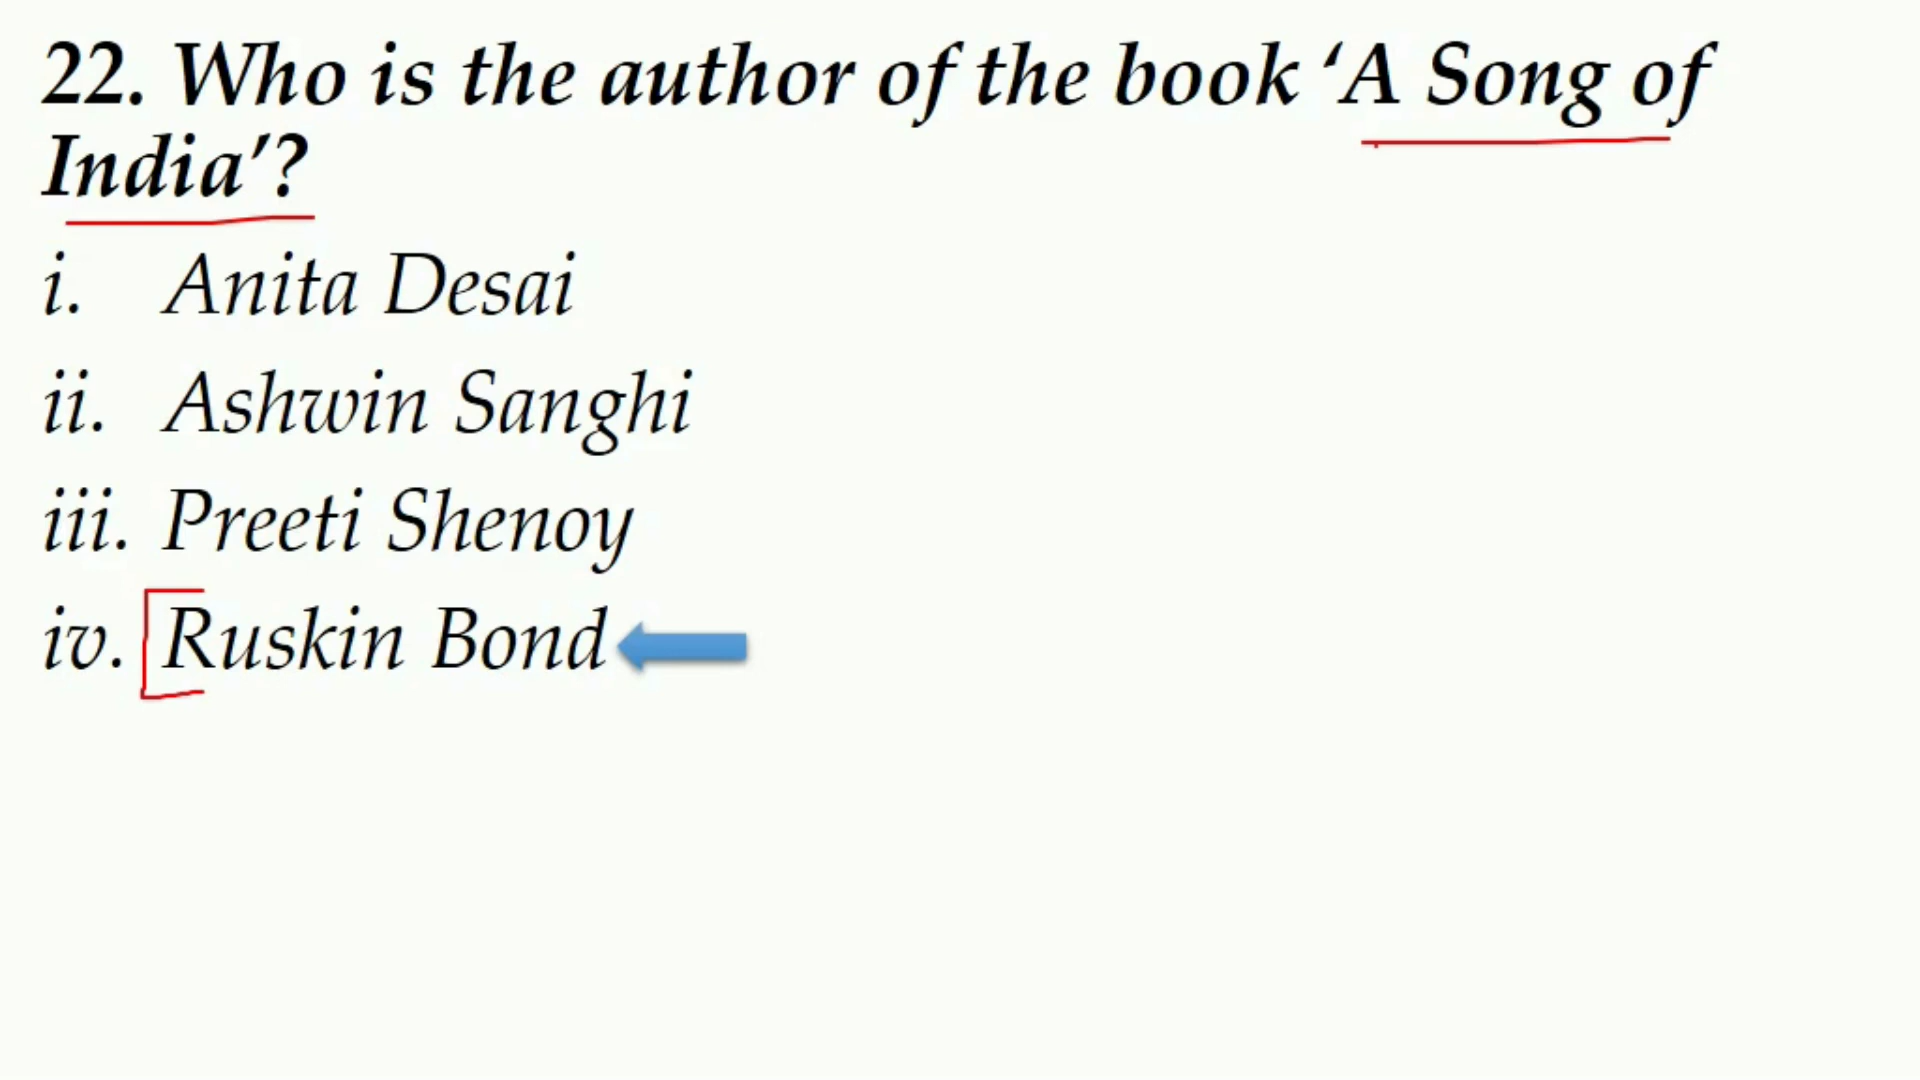 22. Who is the author of the book ‘A Song of
India’?
i. Anita Desai
ii. Ashwin Sanghi
iii. Preeti Shenoy
iv. Ruskin Bond